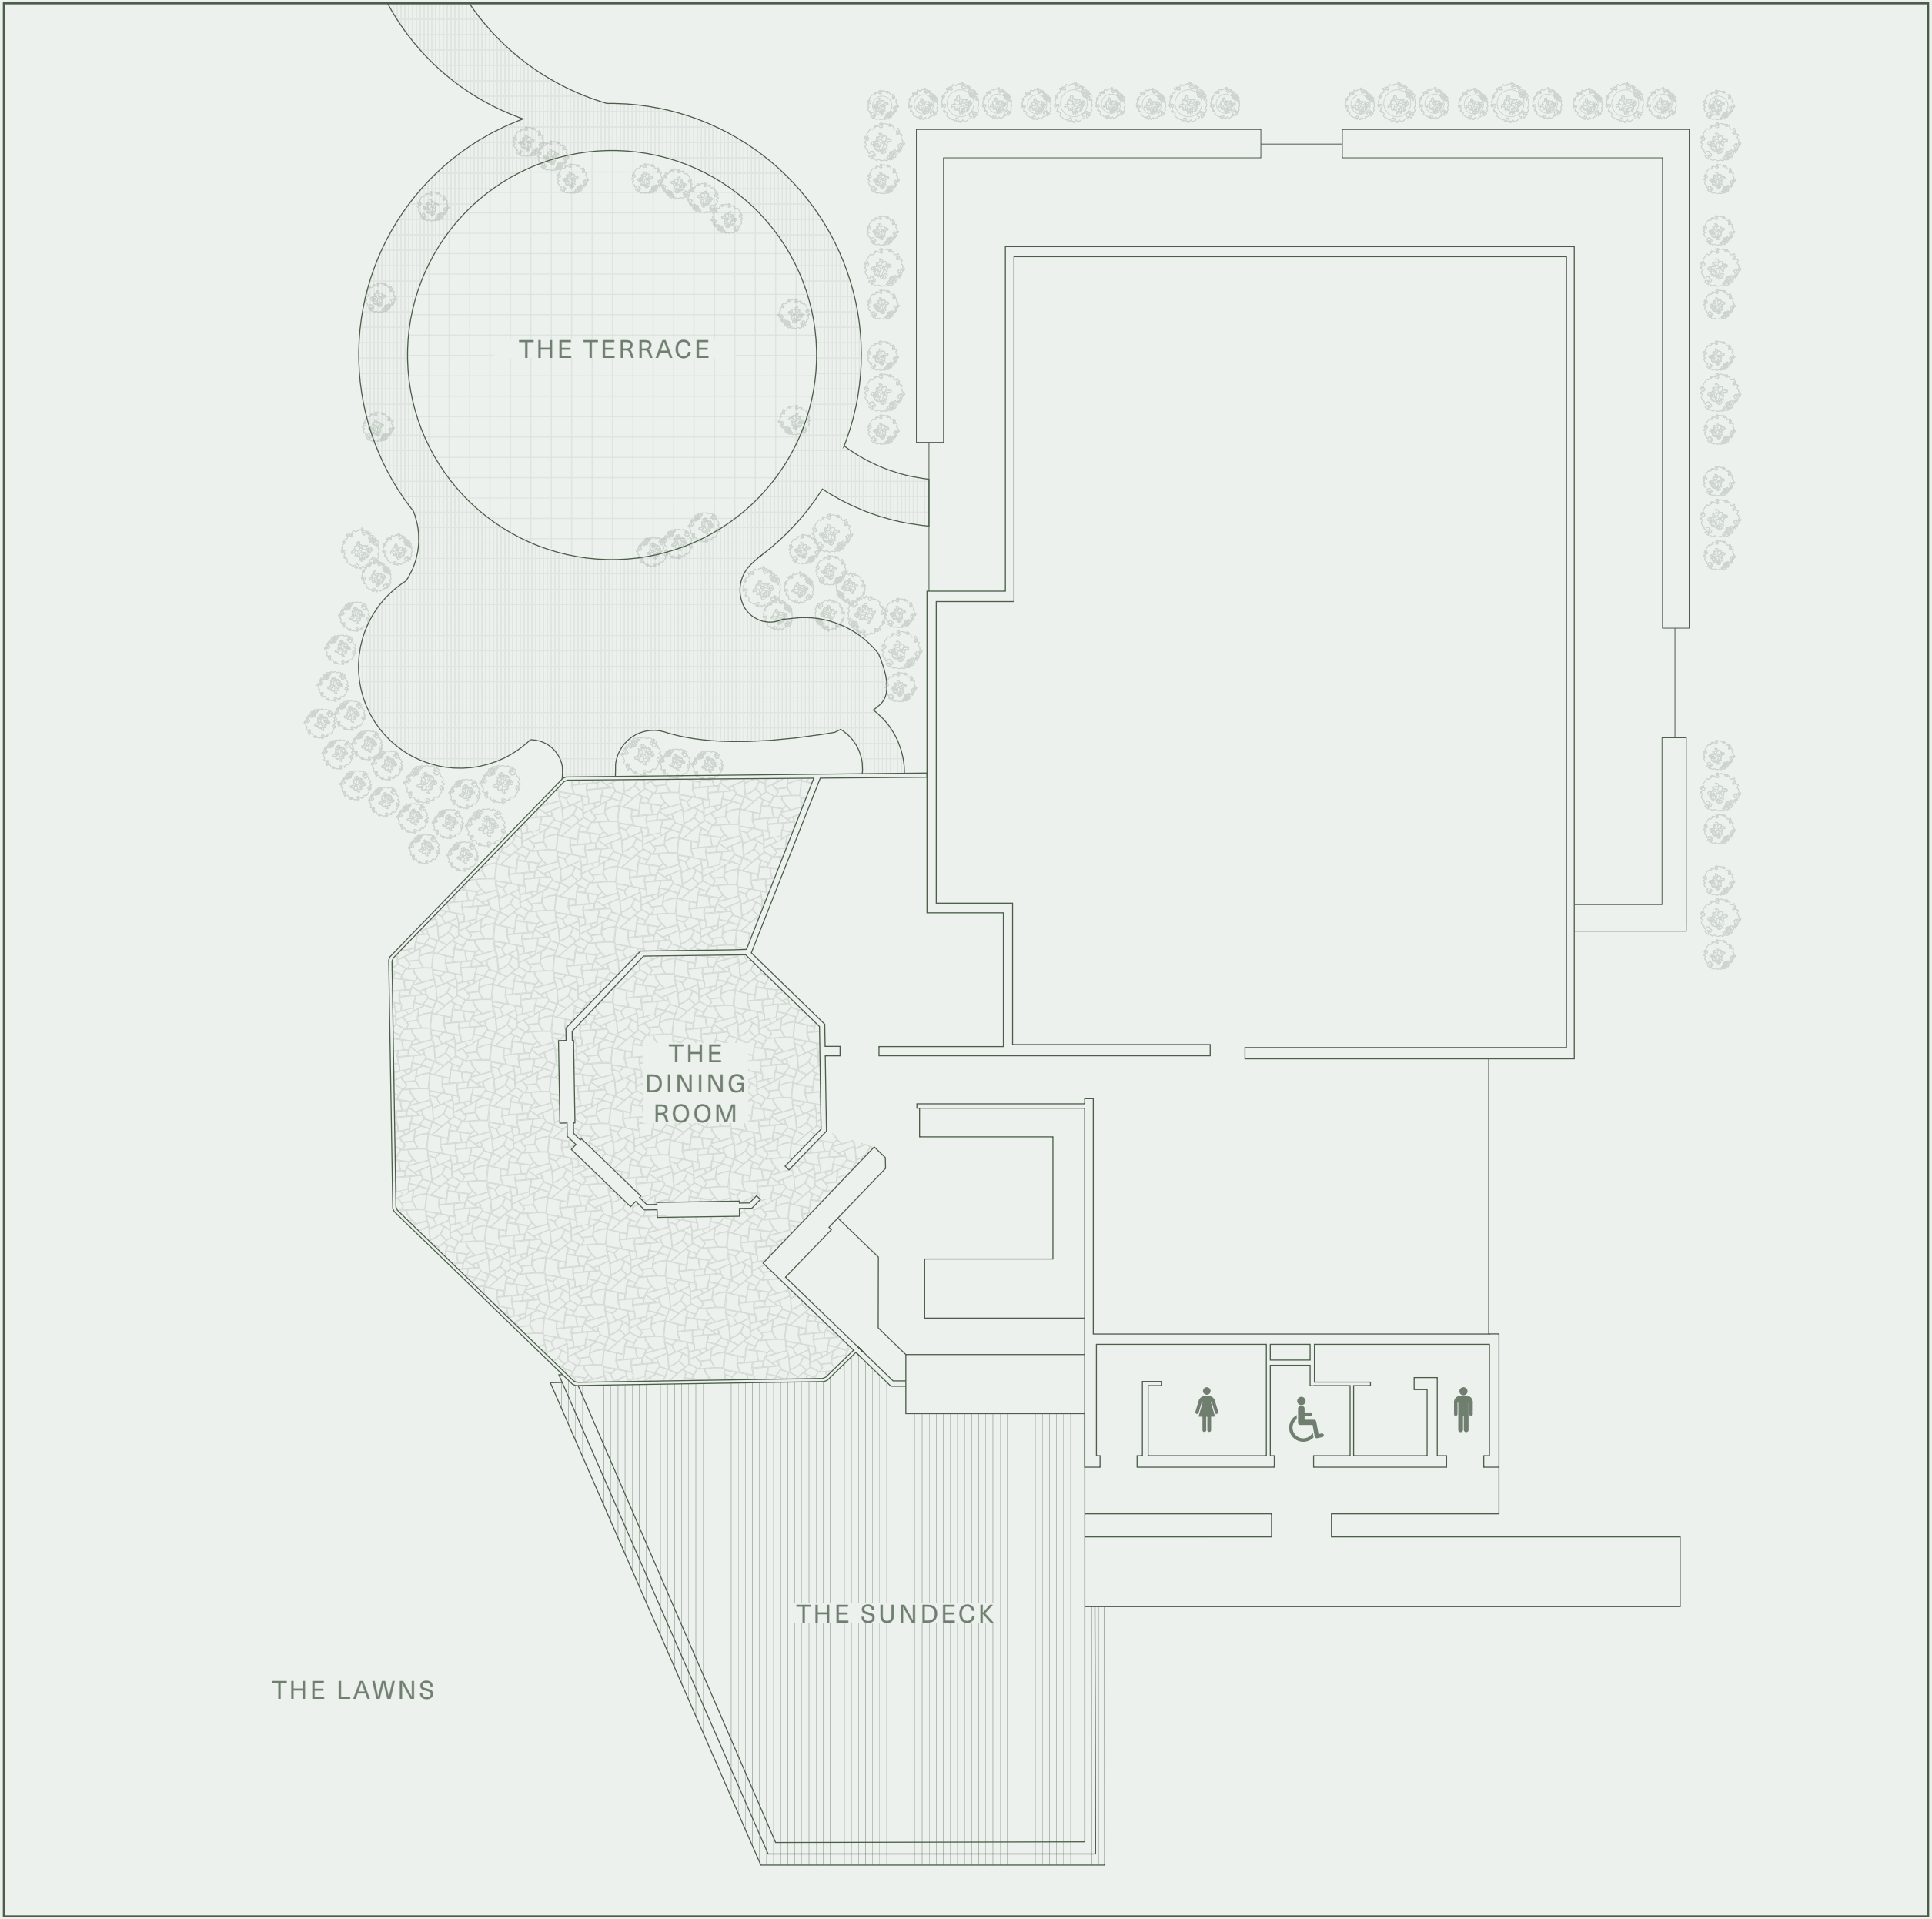 THE TERRACE
THE
DINING
ROOM
THE SUNDECK
THE LAWNS